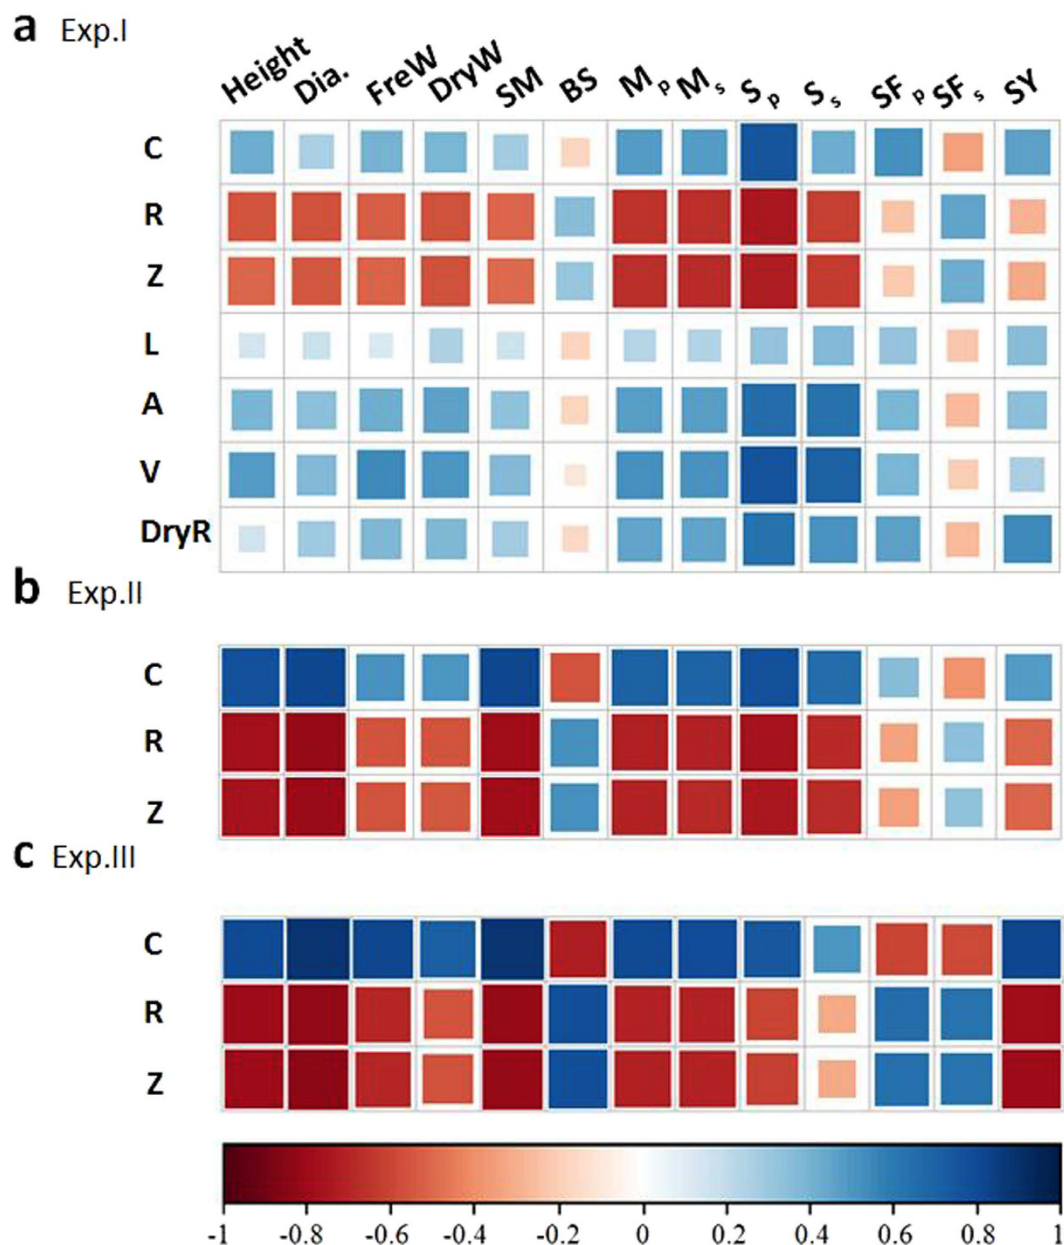 a Exp.I
Height Dia. FreW DryW SM BS Mp Ms Sp Ss SFp SFs SY
C
R
Z
L
A
V
DryR
b Exp.II
C
R
Z
c Exp.III
C
R
Z
-1 -0.8 -0.6 -0.4 -0.2 0 0.2 0.4 0.6 0.8 1